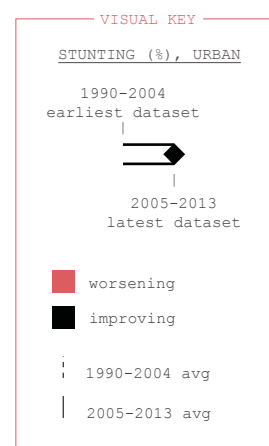 VISUAL KEY
STUNTING (%), URBAN
1990-2004
earliest dataset
2005-2013
latest dataset
worsening
improving
1990-2004 avg
2005-2013 avg